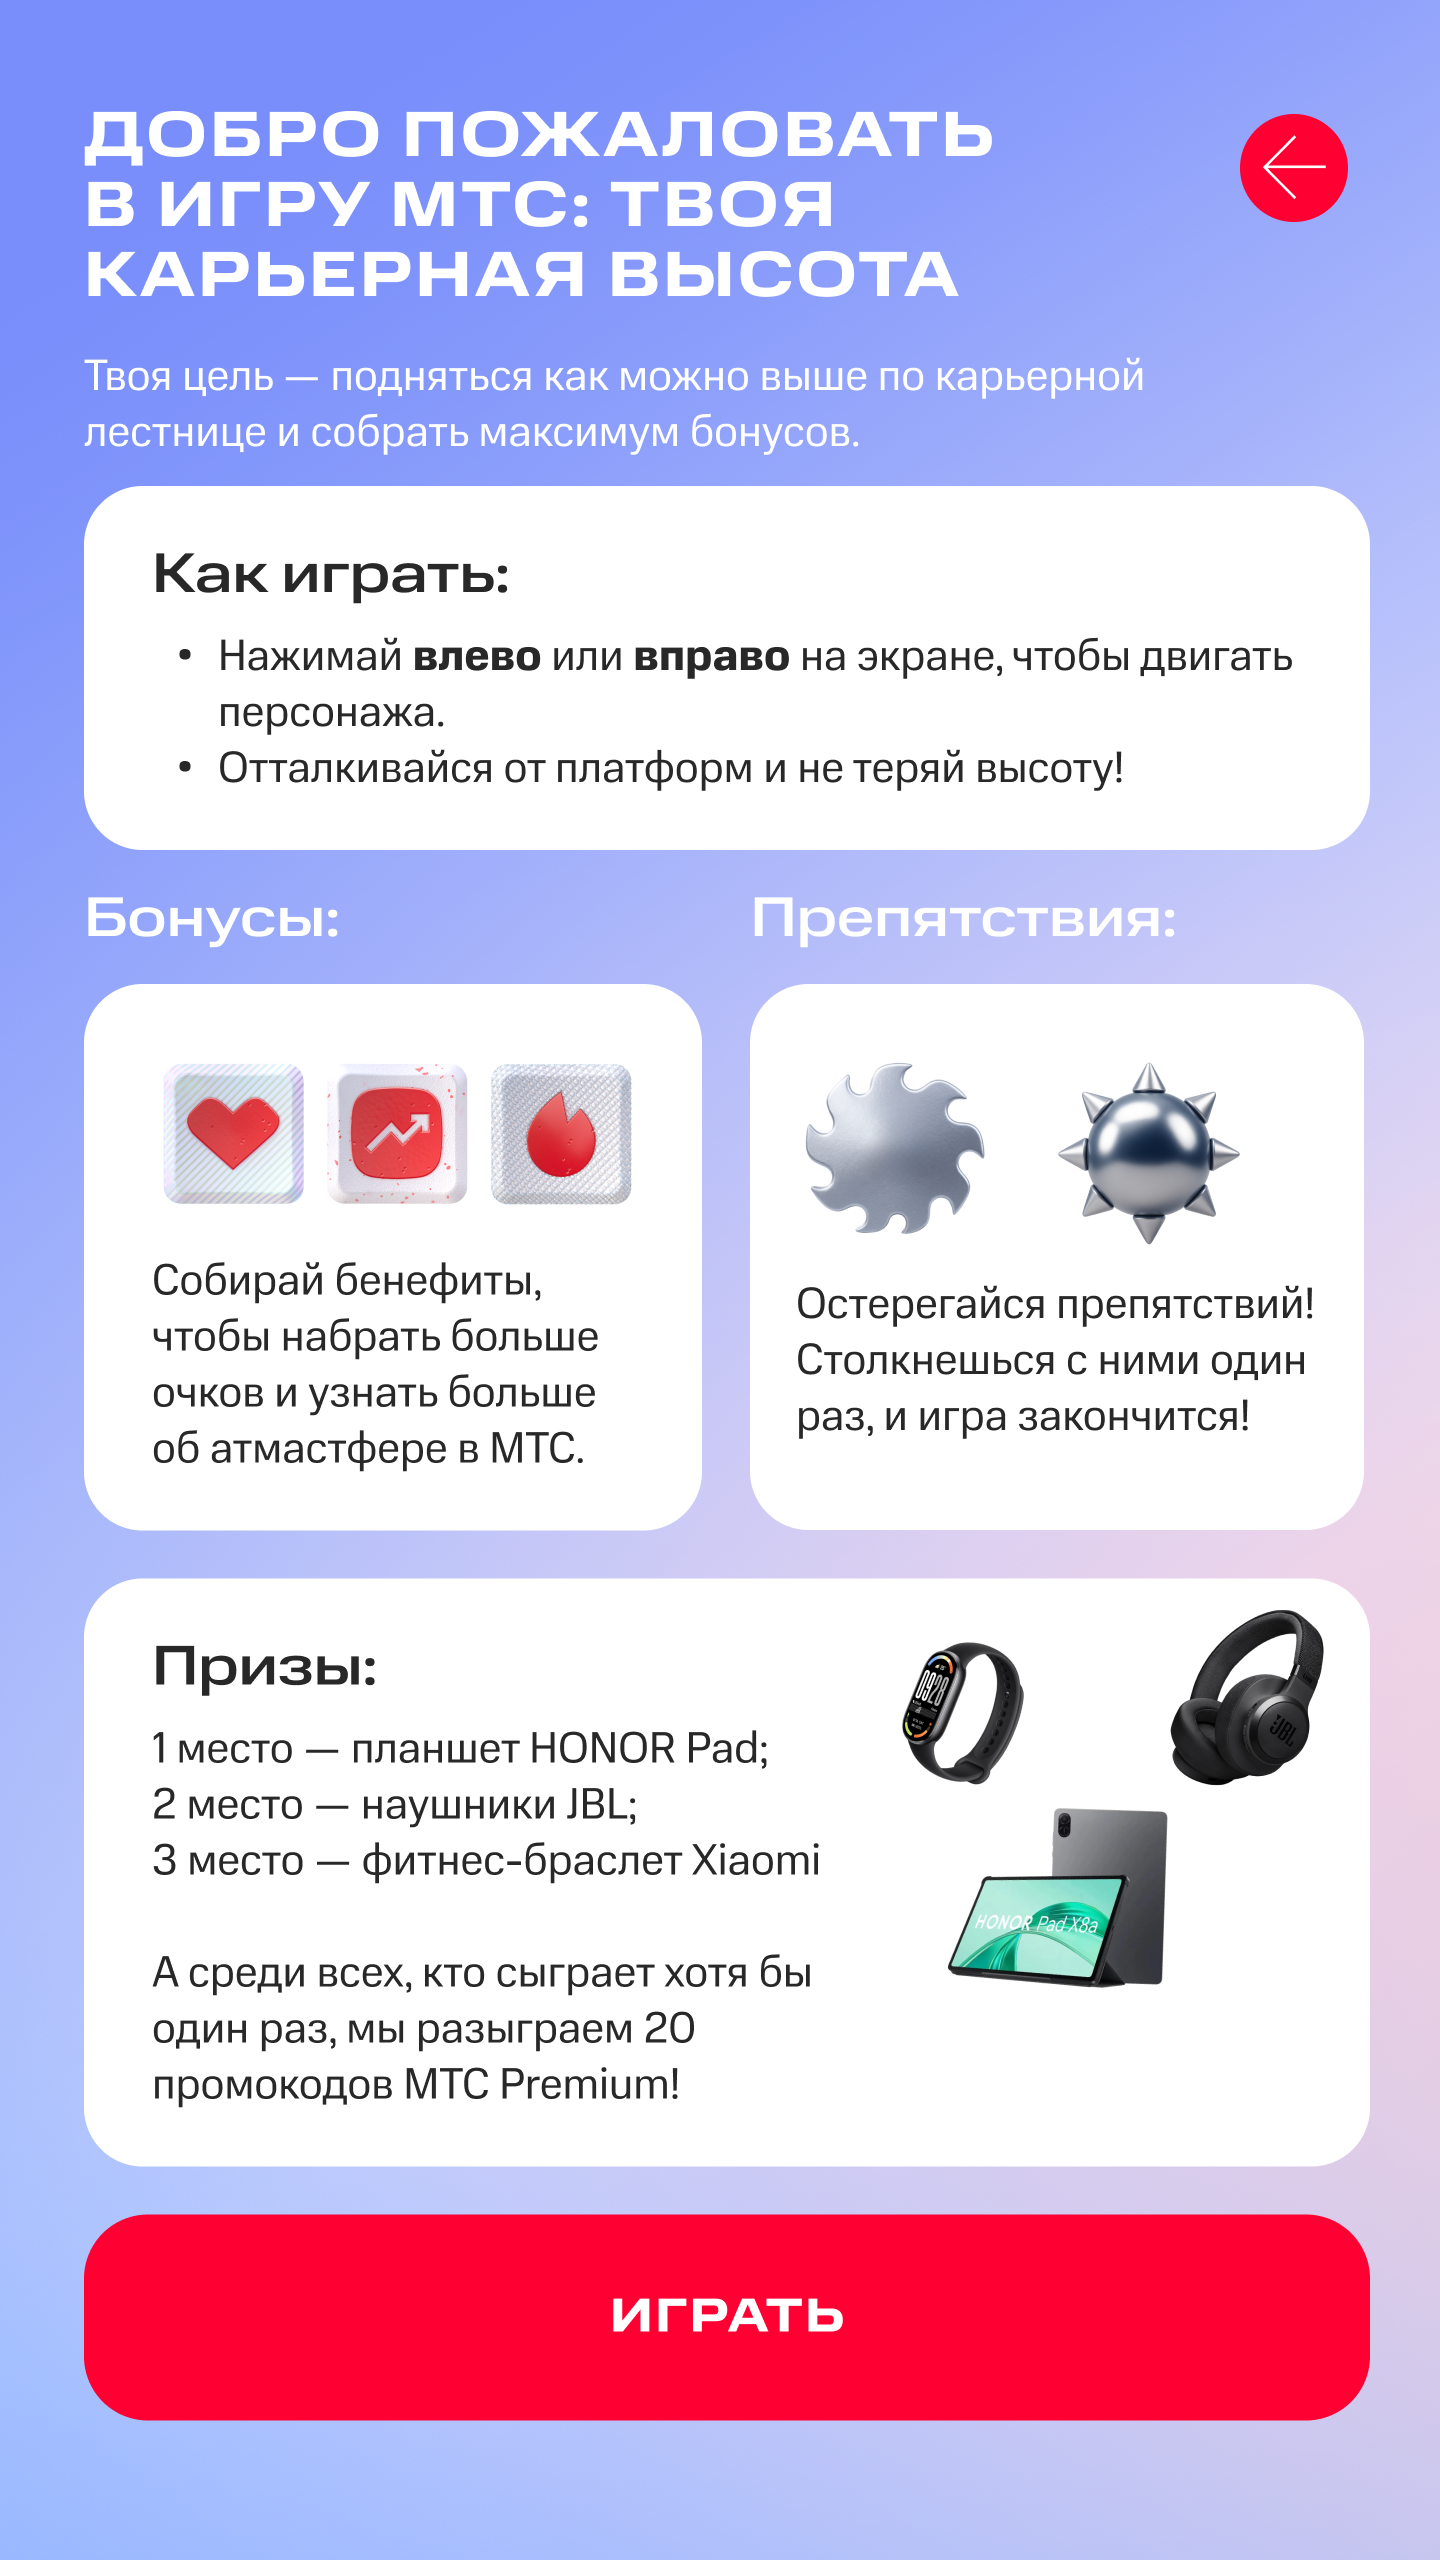 ДОБРО ПОЖАЛОВАТЬ
В ИГРУ МТС: ТВОЯ
КАРЬЕРНАЯ ВЫСОТА
Твоя цель — подняться как можно выше по карьерной
лестнице и собрать максимум бонусов.
Как играть:
• Нажимай влево или вправо на экране, чтобы двигать
персонажа.
• Отталкивайся от платформ и не теряй высоту!
Бонусы:
Собирай бенефиты,
чтобы набрать больше
очков и узнать больше
об атмастфере в МТС.
Препятствия:
Остерегайся препятствий!
Столкнешься с ними один
раз, и игра закончится!
Призы:
1 место — планшет HONOR Pad;
2 место — наушники JBL;
3 место — фитнес-браслет Xiaomi
А среди всех, кто сыграет хотя бы
один раз, мы разыграем 20
промокодов МТС Premium!
0928
JBL
HONOR Pad X8a
ИГРАТЬ